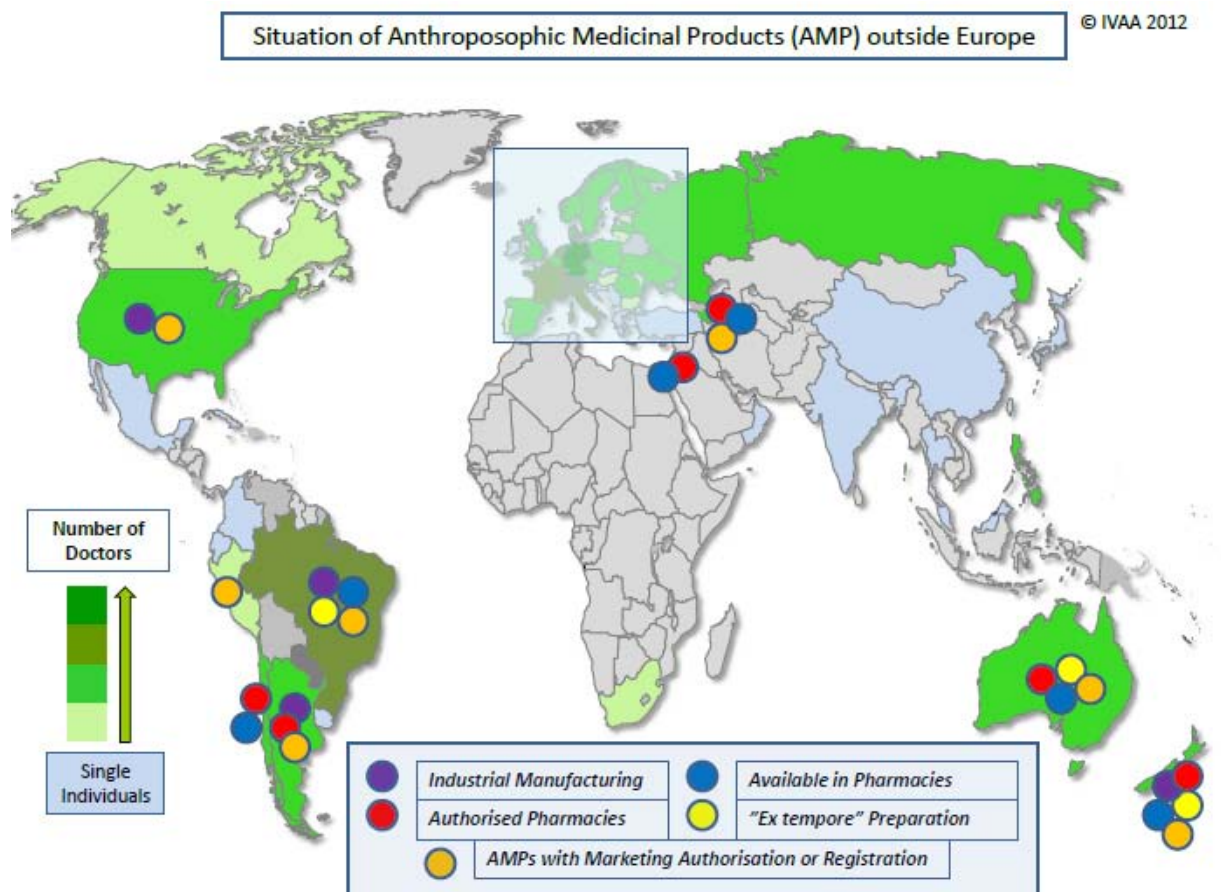 Situation of Anthroposophic Medicinal Products (AMP) outside Europe
© IVAA 2012
Number of
Doctors
Single
Individuals
Industrial Manufacturing
Available in Pharmacies
Authorised Pharmacies
"Ex tempore" Preparation
AMPs with Marketing Authorisation or Registration